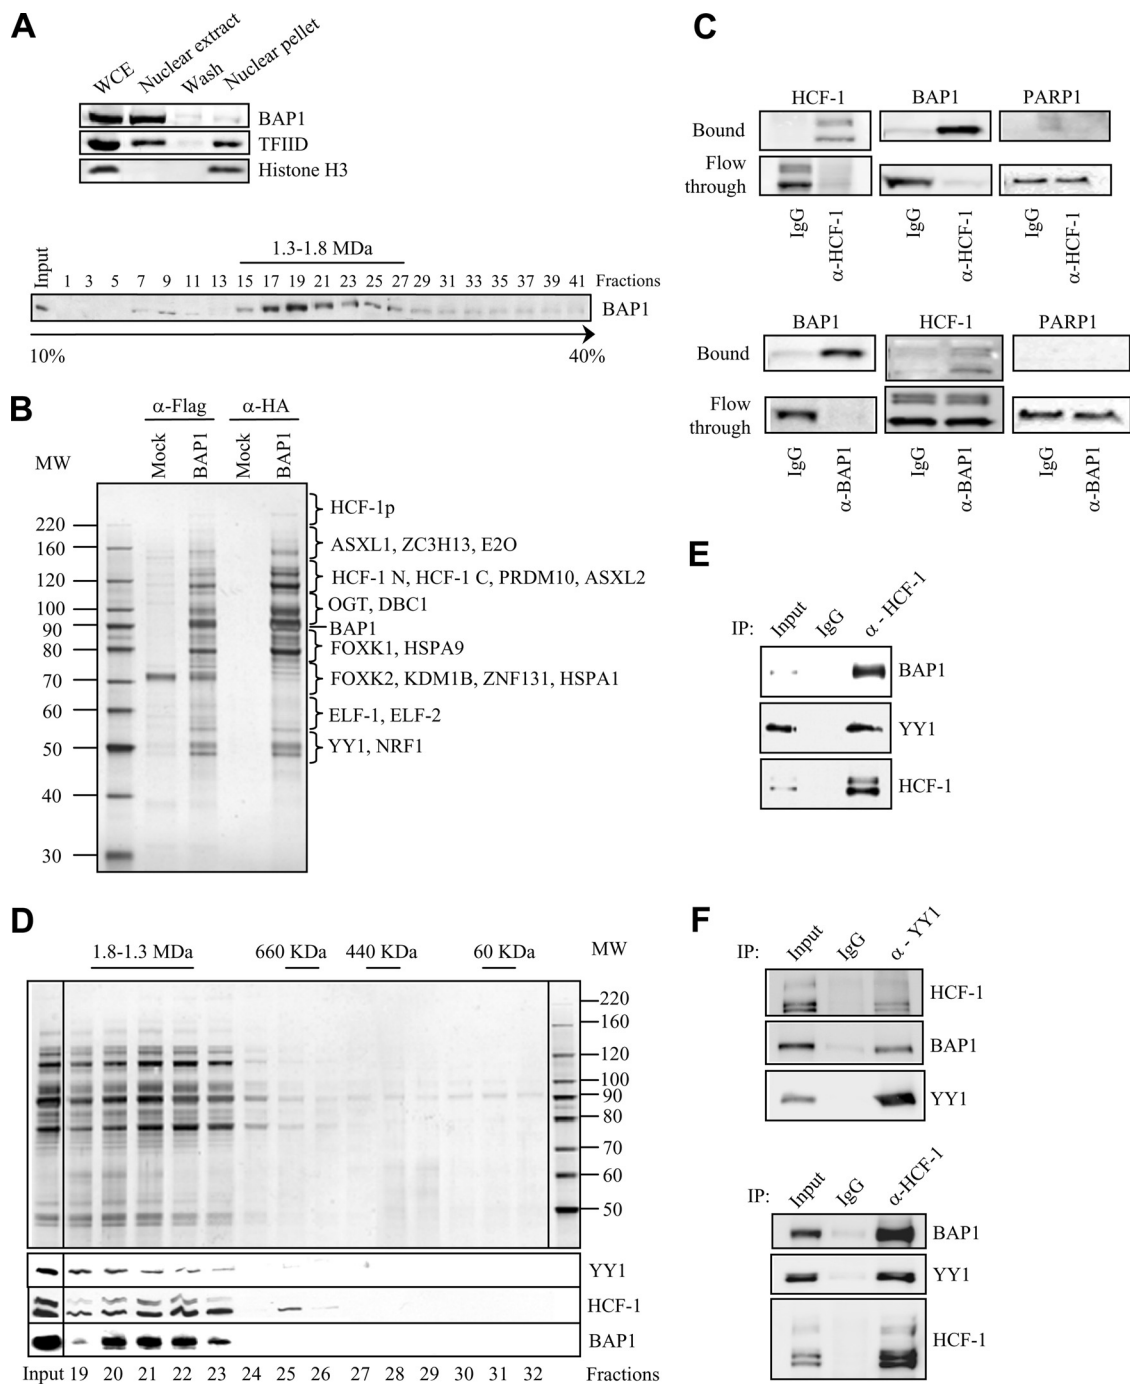 A
WCE
Nuclear extract
Wash
Nuclear pellet
BAP1
TFIID
Histone H3
1.3-1.8 MDa
Input 1 3 5 7 9 11 13 15 17 19 21 23 25 27 29 31 33 35 37 39 41 Fractions
BAP1
10% 40%
B
α-Flag α-HA
MW Mock BAP1 Mock BAP1
220
160
120
100
90
80
70
60
50
40
30
HCF-1p
ASXL1, ZC3H13, E2O
HCF-1 N, HCF-1 C, PRDM10, ASXL2
OGT, DBC1
BAP1
FOXK1, HSPA9
FOXK2, KDM1B, ZNF131, HSPA1
ELF-1, ELF-2
YY1, NRF1
C
HCF-1 BAP1 PARP1
Bound
Flow
through
IgG α-HCF-1 IgG α-HCF-1 IgG α-HCF-1
BAP1 HCF-1 PARP1
Bound
Flow
through
IgG α-BAP1 IgG α-BAP1 IgG α-BAP1
D
1.8-1.3 MDa 660 KDa 440 KDa 60 KDa MW
220
160
120
100
90
80
70
60
50
YY1
HCF-1
BAP1
Input 19 20 21 22 23 24 25 26 27 28 29 30 31 32 Fractions
E
IP: Input IgG α - HCF-1
BAP1
YY1
HCF-1
F
IP: Input IgG α - YY1
HCF-1
BAP1
YY1
IP: Input IgG α-HCF-1
BAP1
YY1
HCF-1